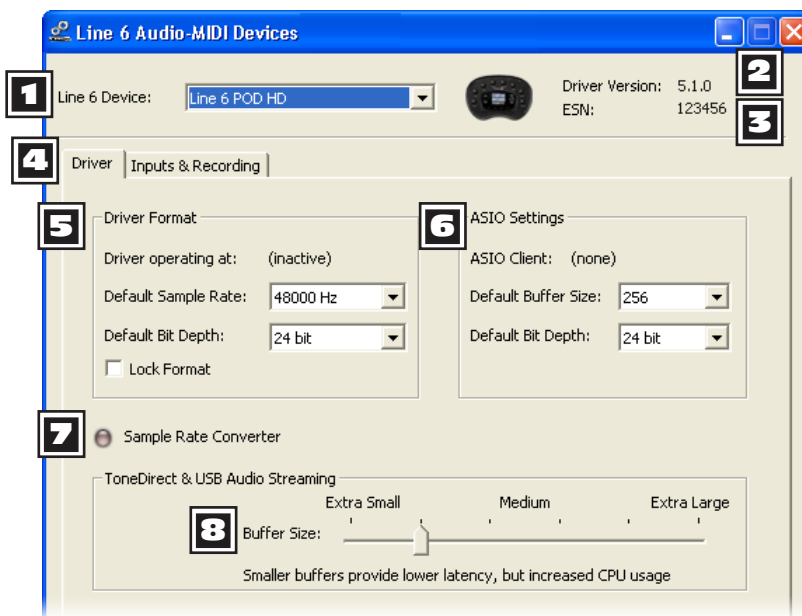 Line 6 Audio-MIDI Devices
1
Line 6 Device:
Line 6 POD HD
Driver Version: 5.1.0
2
ESN: 123456
3
4
Driver
Inputs & Recording
5
Driver Format
Driver operating at: (inactive)
Default Sample Rate: 48000 Hz
Default Bit Depth: 24 bit
Lock Format
6
ASIO Settings
ASIO Client: (none)
Default Buffer Size: 256
Default Bit Depth: 24 bit
7
Sample Rate Converter
ToneDirect & USB Audio Streaming
Extra Small Medium Extra Large
8
Buffer Size:
Smaller buffers provide lower latency, but increased CPU usage